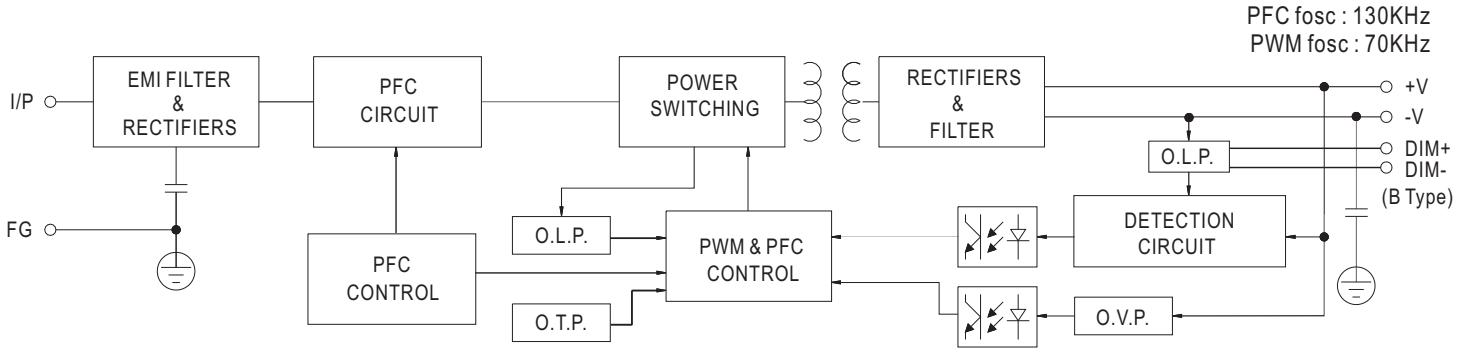 PFC fosc : 130KHz
PWM fosc : 70KHz
I/P
EMI FILTER
&
RECTIFIERS
PFC
CIRCUIT
POWER
SWITCHING
RECTIFIERS
&
FILTER
+V
-V
O.L.P.
DIM+
DIM-
(B Type)
FG
O.L.P.
PFC
CONTROL
PWM & PFC
CONTROL
DETECTION
CIRCUIT
O.T.P.
O.V.P.